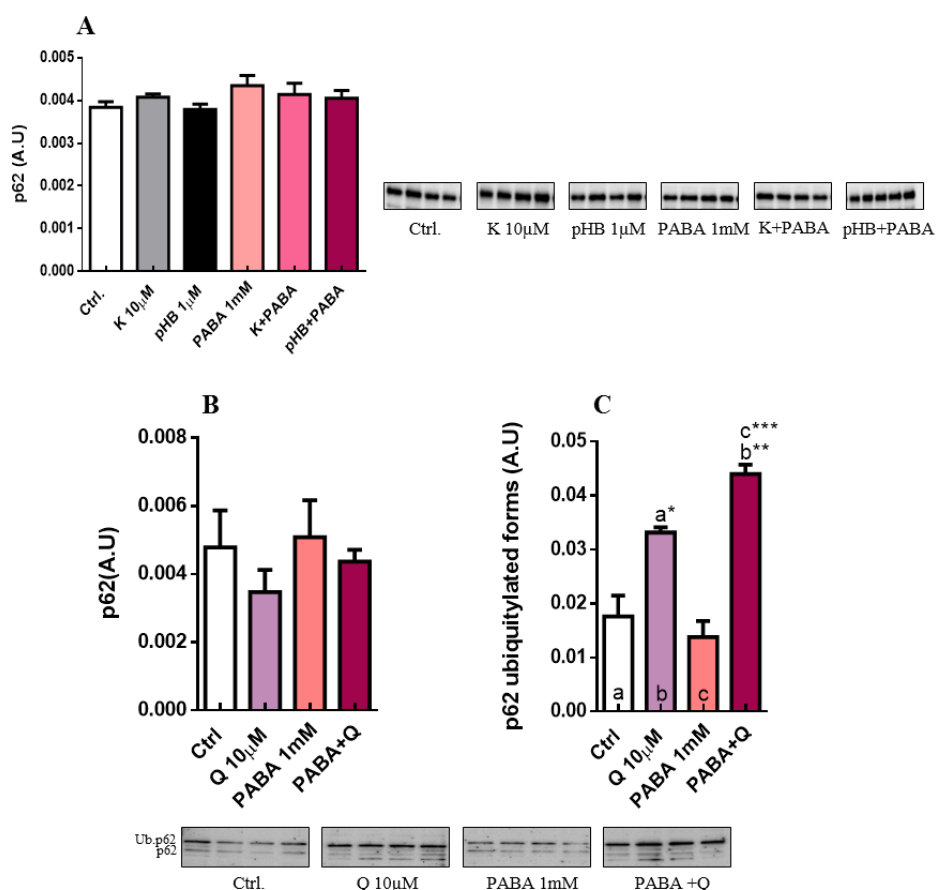 A
p62 (A.U)
0.005
0.004
0.003
0.002
0.001
0.000
Ctrl.
K 10μM
pHB 1μM
PABA 1mM
K+PABA
pHB+PABA
Ctrl.
K 10μM
pHB 1μM
PABA 1mM
K+PABA
pHB+PABA
B
p62(A.U)
0.008
0.006
0.004
0.002
0.000
Ctrl
Q 10μM
PABA 1mM
PABA+Q
C
p62 ubiquitylated forms (A.U)
0.05
0.04
0.03
0.02
0.01
0.00
c***
b**
a*
a
b
c
Ctrl
Q 10μM
PABA 1mM
PABA+Q
Ub.p62
p62
Ctrl.
Q 10μM
PABA 1mM
PABA +Q